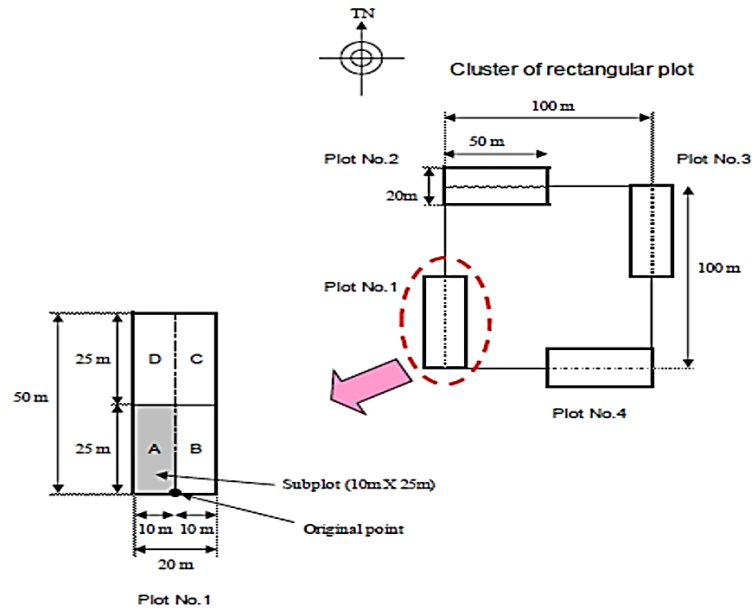 TN
Cluster of rectangular plot
100 m
50 m
Plot No.2
Plot No.3
20m
100 m
Plot No.1
Plot No.4
25 m
D
C
50 m
25 m
A
B
Subplot (10m X 25m)
10 m
10 m
Original point
20 m
Plot No.1